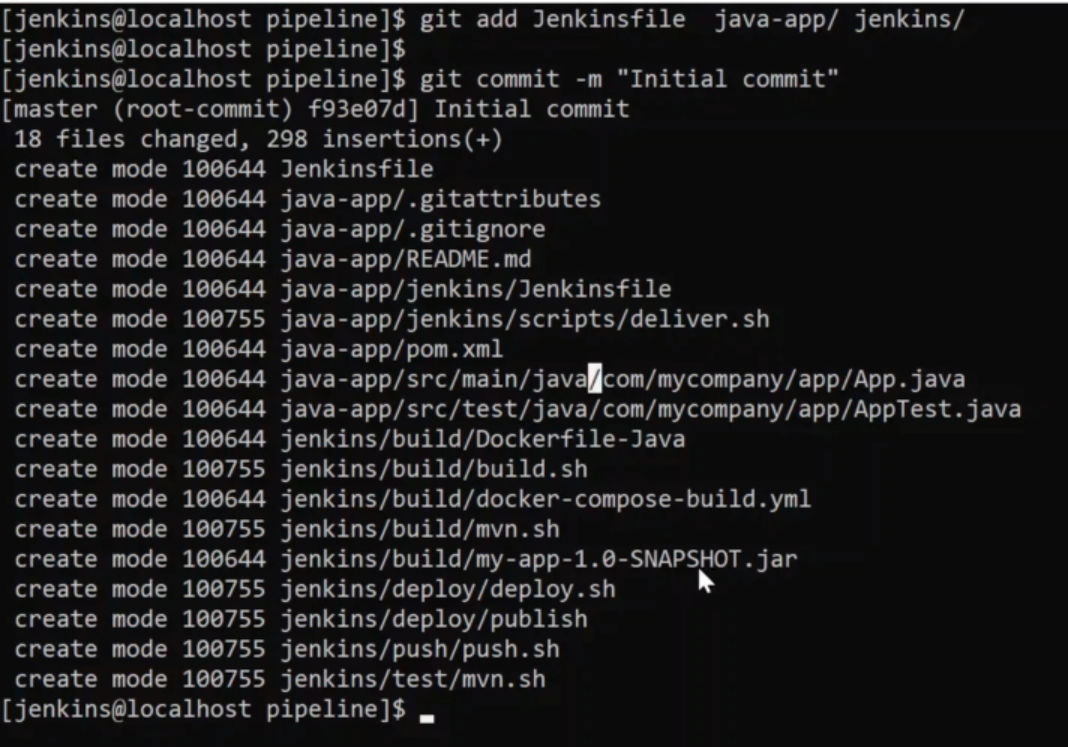 [jenkins@localhost pipeline]$ git add Jenkinsfile  java-app/ jenkins/
[jenkins@localhost pipeline]$
[jenkins@localhost pipeline]$ git commit -m "Initial commit"
[master (root-commit) f93e07d] Initial commit
 18 files changed, 298 insertions(+)
 create mode 100644 Jenkinsfile
 create mode 100644 java-app/.gitattributes
 create mode 100644 java-app/.gitignore
 create mode 100644 java-app/README.md
 create mode 100644 java-app/jenkins/Jenkinsfile
 create mode 100755 java-app/jenkins/scripts/deliver.sh
 create mode 100644 java-app/pom.xml
 create mode 100644 java-app/src/main/java/com/mycompany/app/App.java
 create mode 100644 java-app/src/test/java/com/mycompany/app/AppTest.java
 create mode 100644 jenkins/build/Dockerfile-Java
 create mode 100755 jenkins/build/build.sh
 create mode 100644 jenkins/build/docker-compose-build.yml
 create mode 100755 jenkins/build/mvn.sh
 create mode 100644 jenkins/build/my-app-1.0-SNAPSHOT.jar
 create mode 100755 jenkins/deploy/deploy.sh
 create mode 100755 jenkins/deploy/publish
 create mode 100755 jenkins/push/push.sh
 create mode 100755 jenkins/test/mvn.sh
[jenkins@localhost pipeline]$